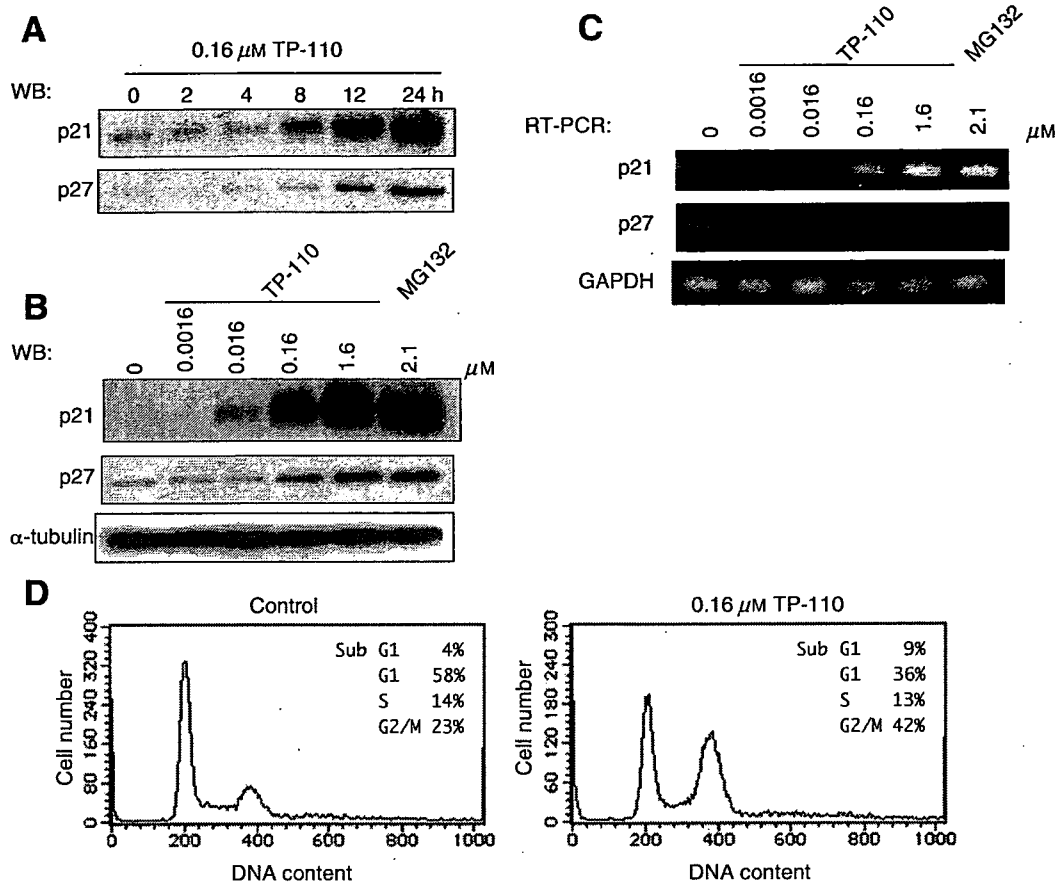 A
0.16 μM TP-110
WB: 0 2 4 8 12 24 h
p21
p27
B
TP-110 MG132
WB: 0 0.0016 0.016 0.16 1.6 2.1 μM
p21
p27
α-tubulin
C
TP-110 MG132
RT-PCR: 0 0.0016 0.016 0.16 1.6 2.1 μM
p21
p27
GAPDH
D
Control
Cell number
400
320
240
160
80
0
Sub G1 4%
G1 58%
S 14%
G2/M 23%
0 200 400 600 800 1000
DNA content
0.16 μM TP-110
Cell number
300
240
180
120
60
0
Sub G1 9%
G1 36%
S 13%
G2/M 42%
0 200 400 600 800 1000
DNA content